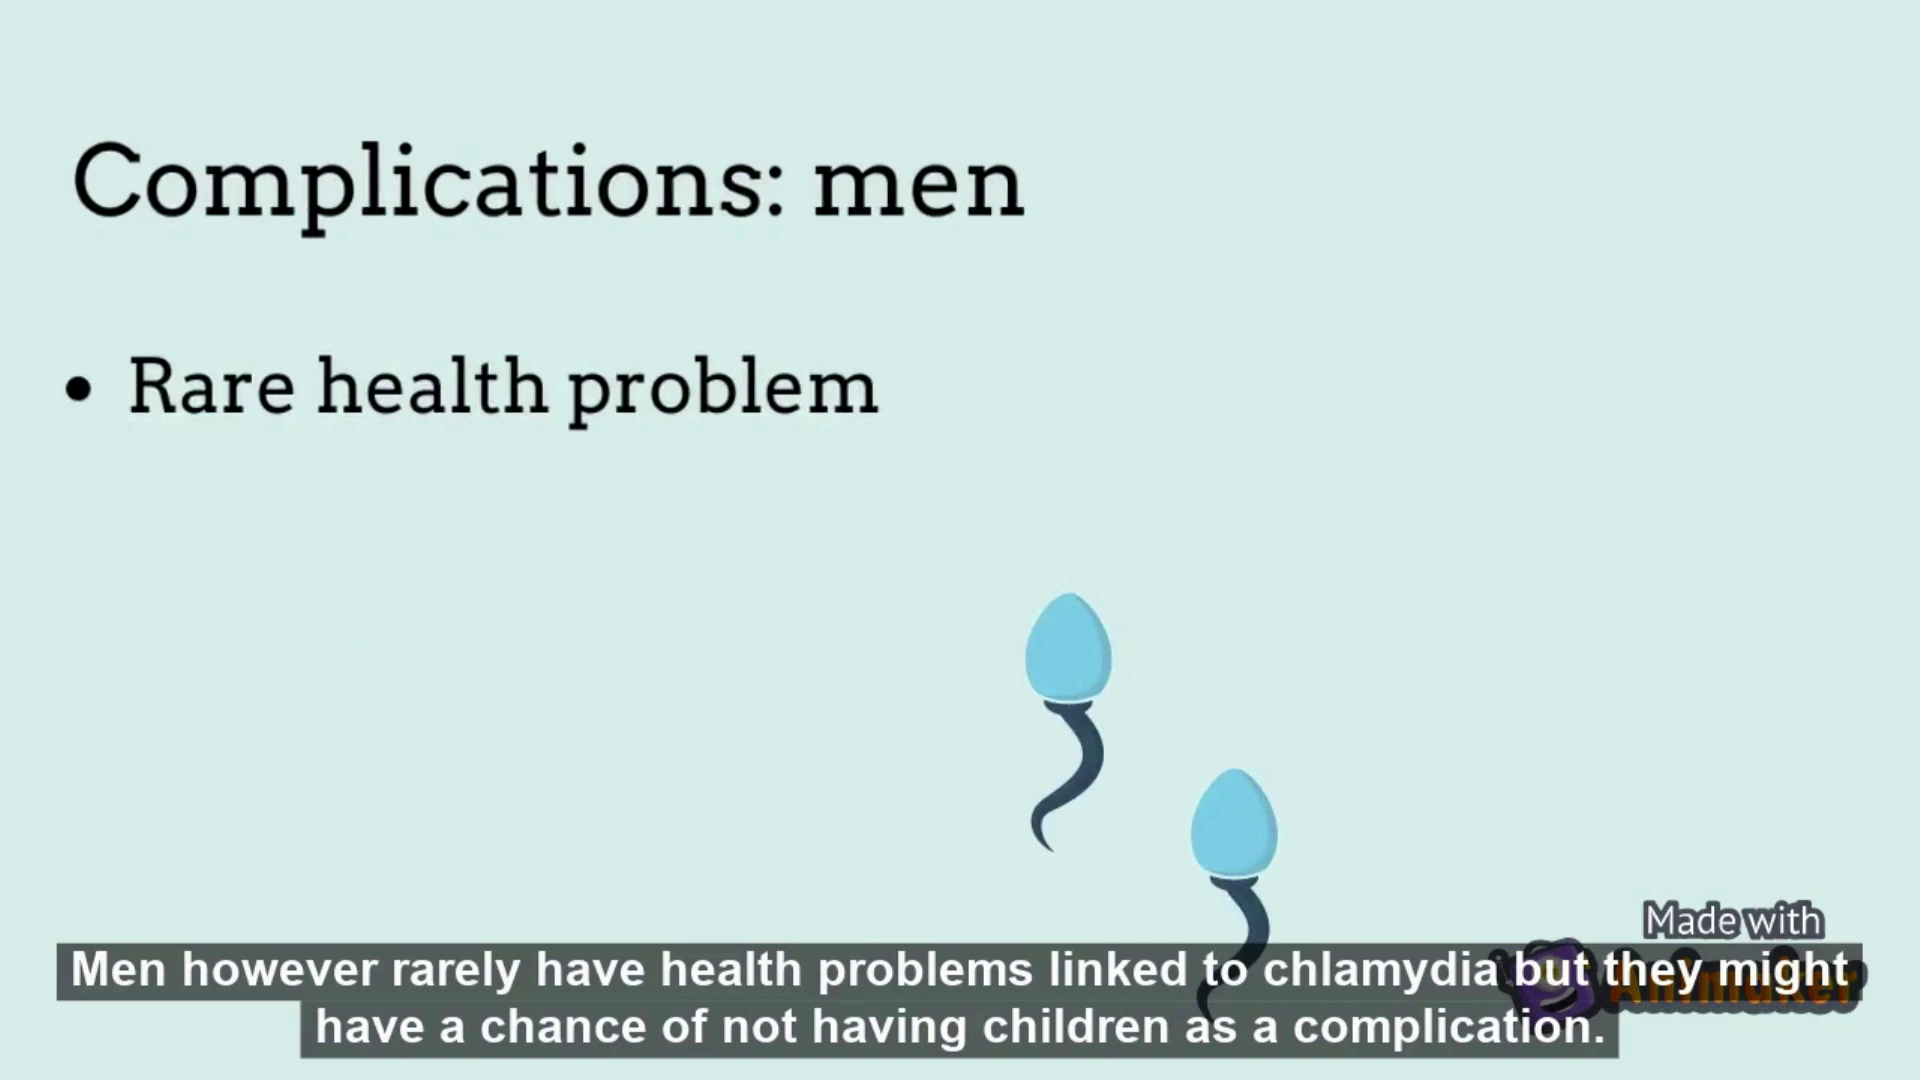 Complications: men
• Rare health problem
Made with
Animaker
Men however rarely have health problems linked to chlamydia but they might
have a chance of not having children as a complication.